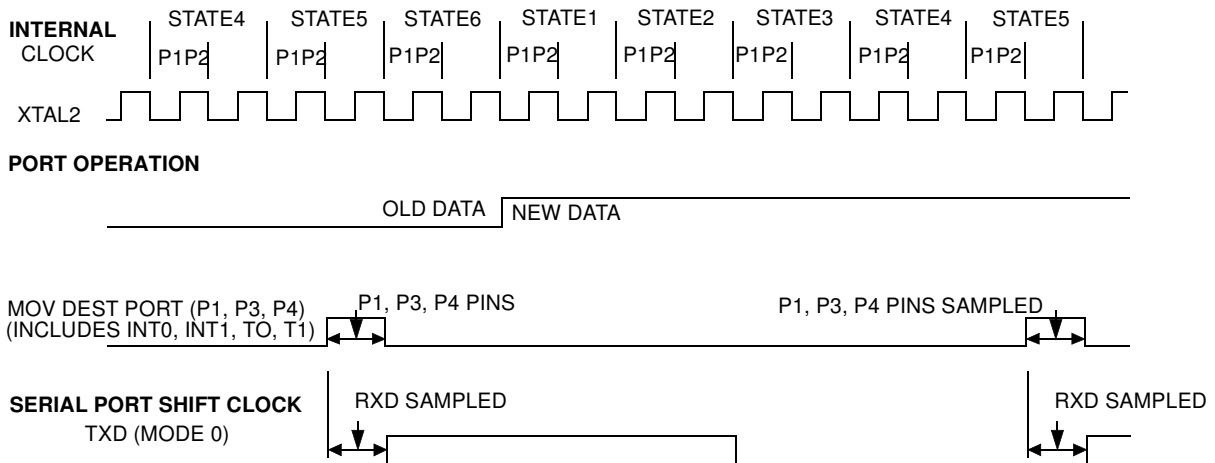 STATE4 STATE5 STATE6 STATE1 STATE2 STATE3 STATE4 STATE5
INTERNAL
CLOCK
P1P2 P1P2 P1P2 P1P2 P1P2 P1P2 P1P2 P1P2
XTAL2
PORT OPERATION
OLD DATA NEW DATA
MOV DEST PORT (P1, P3, P4) P1, P3, P4 PINS P1, P3, P4 PINS SAMPLED
(INCLUDES INT0, INT1, TO, T1)
SERIAL PORT SHIFT CLOCK RXD SAMPLED RXD SAMPLED
TXD (MODE 0)